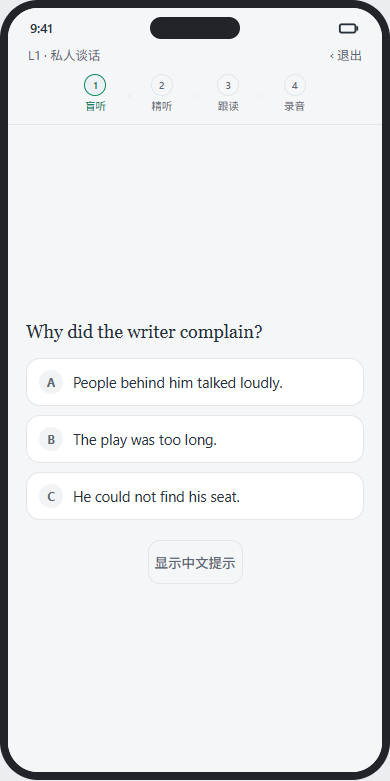 9:41
L1 · 私人谈话
‹ 退出
1
2
3
4
盲听
精听
跟读
录音
Why did the writer complain?
A People behind him talked loudly.
B The play was too long.
C He could not find his seat.
显示中文提示